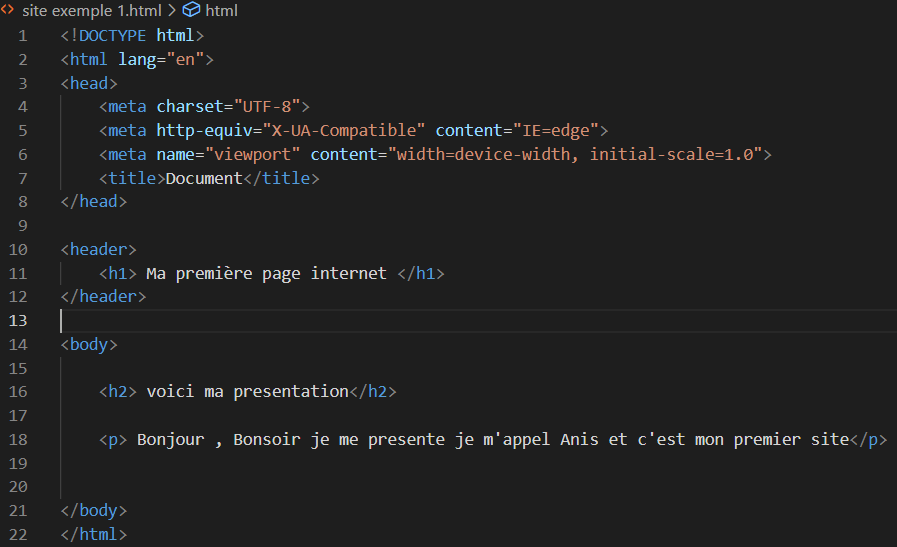 site exemple 1.html > html
1 <!DOCTYPE html>
2 <html lang="en">
3 <head>
4 <meta charset="UTF-8">
5 <meta http-equiv="X-UA-Compatible" content="IE=edge">
6 <meta name="viewport" content="width=device-width, initial-scale=1.0">
7 <title>Document</title>
8 </head>
9
10 <header>
11 <h1> Ma première page internet </h1>
12 </header>
13
14 <body>
15
16 <h2> voici ma presentation</h2>
17
18 <p> Bonjour , Bonsoir je me presente je m'appel Anis et c'est mon premier site</p>
19
20
21 </body>
22 </html>